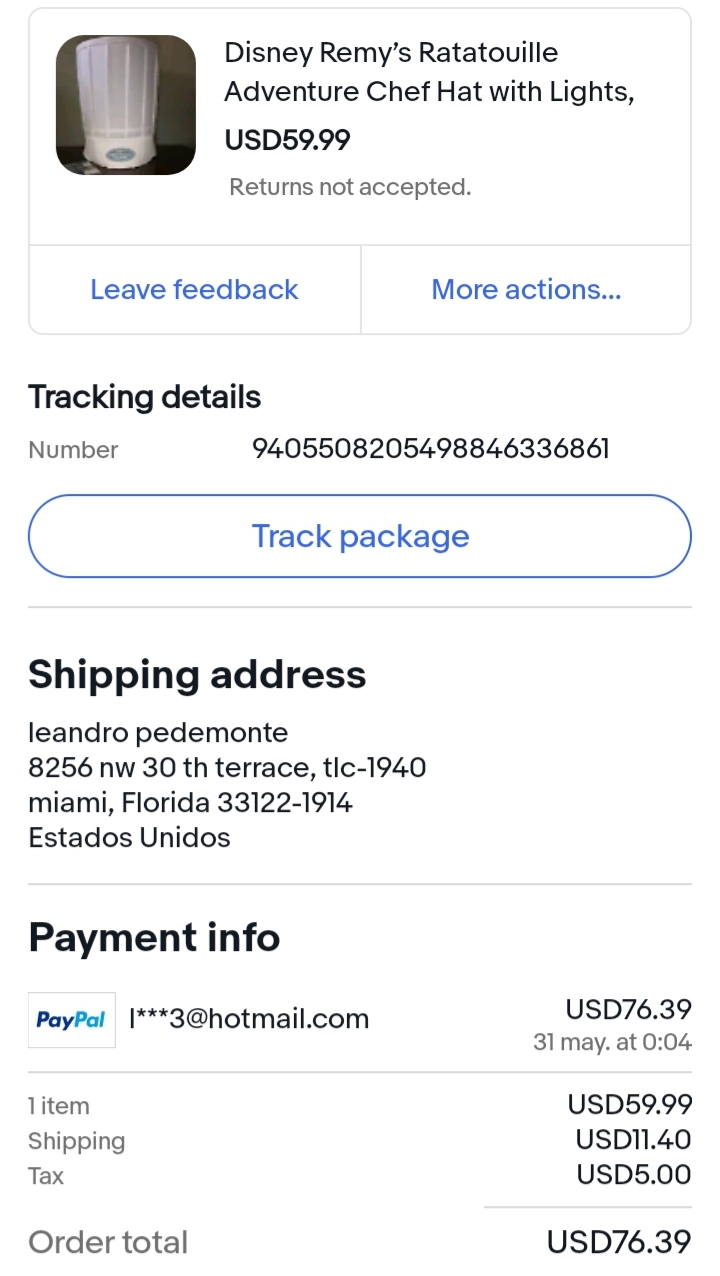 Disney Remy's Ratatouille
Adventure Chef Hat with Lights,
USD59.99
Returns not accepted.
Leave feedback
More actions...
Tracking details
Number 9405508205498846336861
Track package
Shipping address
leandro pedemonte
8256 nw 30 th terrace, tlc-1940
miami, Florida 33122-1914
Estados Unidos
Payment info
PayPal l***3@hotmail.com USD76.39
31 may. at 0:04
1 item USD59.99
Shipping USD11.40
Tax USD5.00
Order total USD76.39